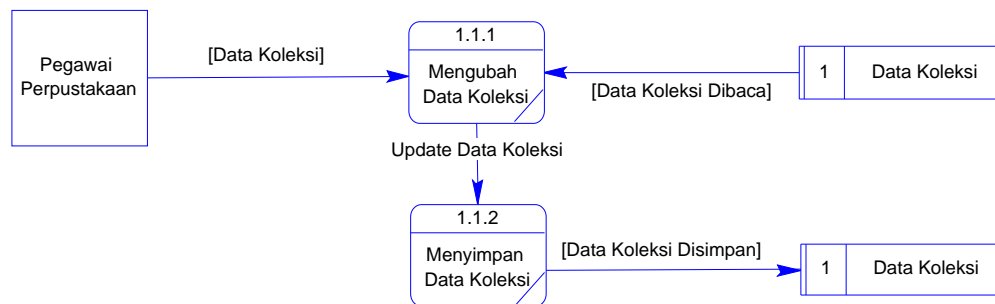 1.1.1
Pegawai
Perpustakaan
[Data Koleksi]
Mengubah
Data Koleksi
[Data Koleksi Dibaca]
1
Data Koleksi
Update Data Koleksi
1.1.2
Menyimpan
Data Koleksi
[Data Koleksi Disimpan]
1
Data Koleksi